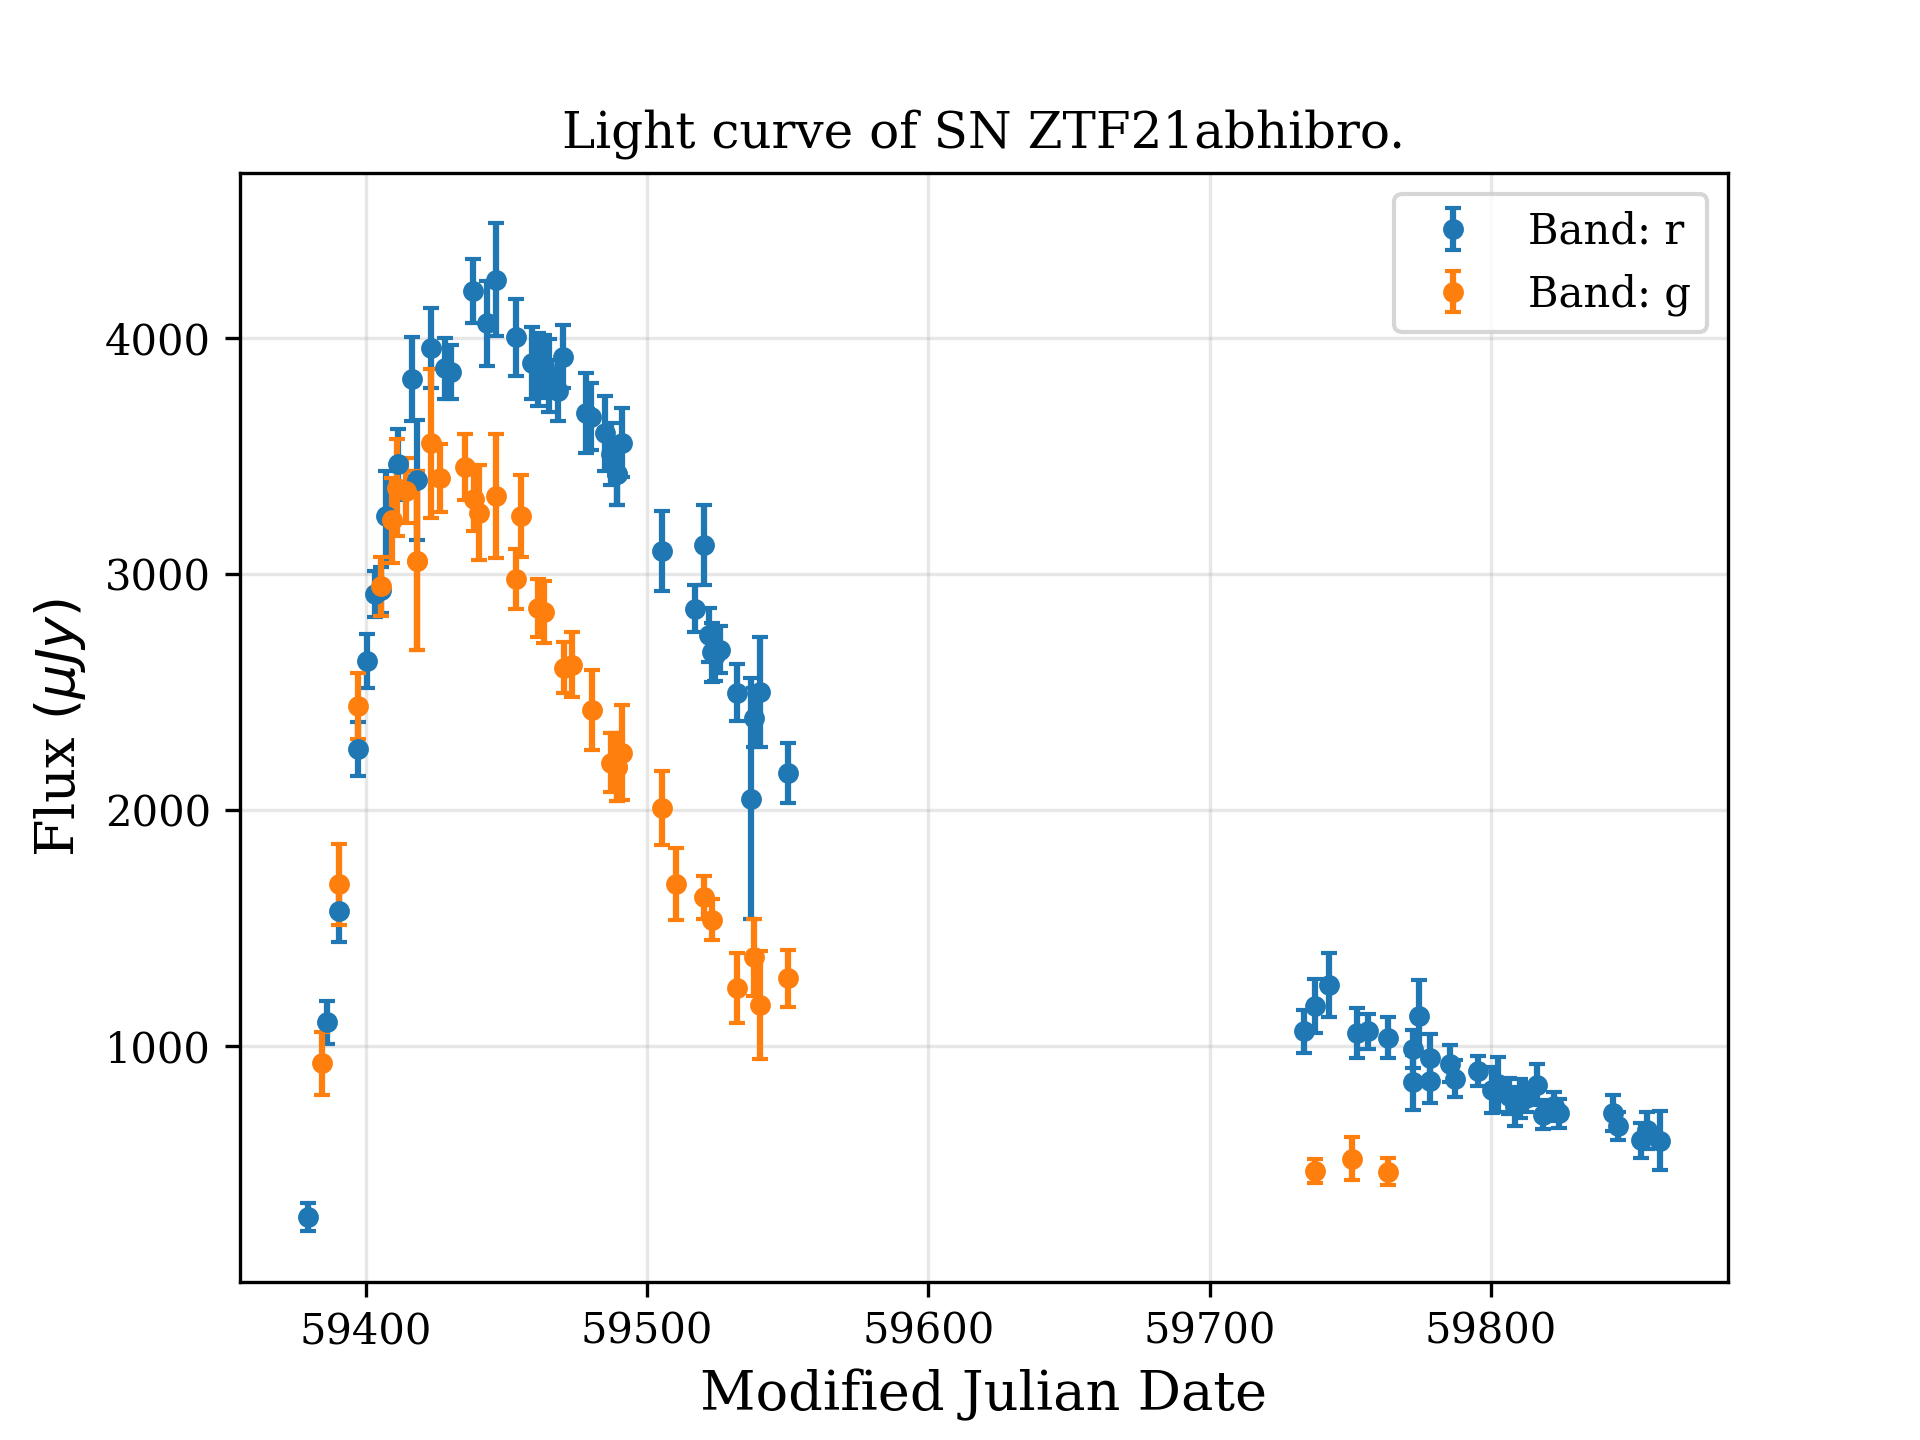 Light curve of SN ZTF21abhibro.
Band: r
Band: g
4000
3000
2000
1000
Flux (μJy)
59400 59500 59600 59700 59800
Modified Julian Date